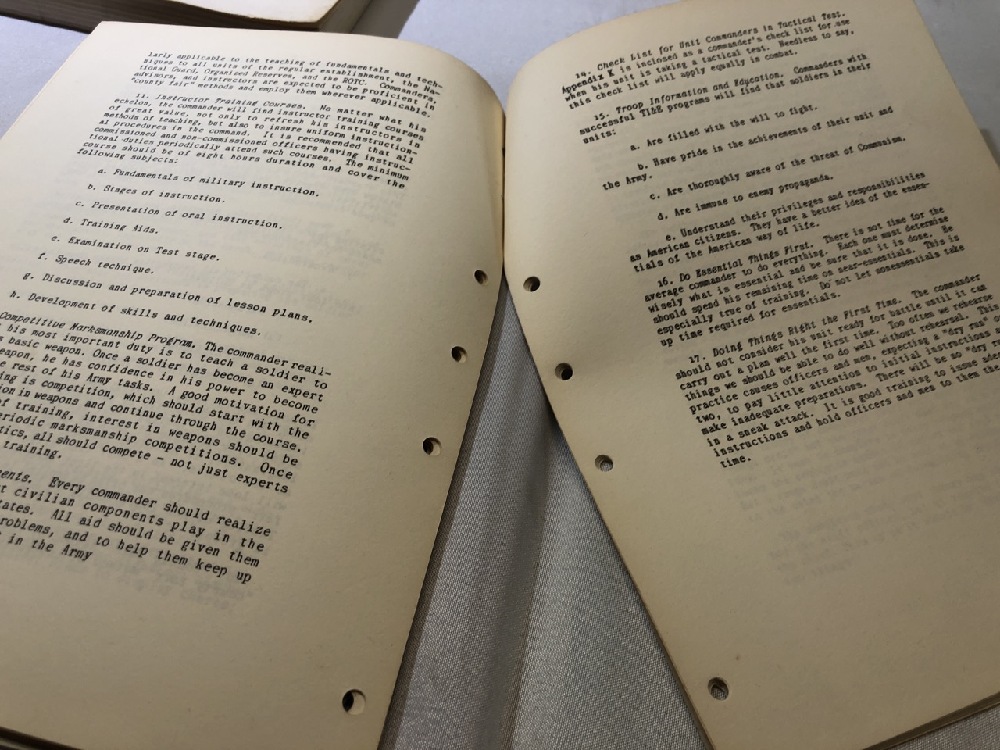 larly applicable to the teaching of fundamentals and tech-
niques to all units of the regular establishment, the Na-
tional Guard, Organized Reserves, and the ROTC. Commanders,
advisors, and instructors are expected to be proficient in
"County Fair" methods and employ them wherever applicable.
Instructor Training Courses. No matter what his
echelon, the commander will find instructor training courses
of great value, not only to refresh his instructors in
methods of teaching, but also to insure uniform instruction-
al procedures in the command. It is recommended that all
commissioned and non-commissioned officers having instruc-
tional duties periodically attend such courses. The minimum
course should be of eight hours duration and cover the
following subjects:
a. Fundamentals of military instruction.
b. Stages of instruction.
c. Presentation of oral instruction.
d. Training Aids.
e. Examination on Test stage.
f. Speech technique.
g. Discussion and preparation of lesson plans.
h. Development of skills and techniques.
Competitive Marksmanship Program. The commander reali-
his most important duty is to teach a soldier to
basic weapon. Once a soldier has become an expert
he has confidence in his power to become
rest of his Army tasks. A good motivation for
ing is competition, which should start with the
in weapons and continue through the course.
of training, interest in weapons should be
eriodic marksmanship competitions. Once
tics, all should compete - not just experts
training.
ents. Every commander should realize
t civilian components play in the
tates. All aid should be given them
roblems, and to help them keep up
in the Army
14. Check List for Unit Commanders in Tactical Test.
Appendix K is inclosed as a commander's check list for use
when his unit is taking a tactical test. Needless to say,
this check list will apply equally in combat.
15. Troop Information and Education. Commanders with
successful TI&E programs will find that soldiers in their
units:
a. Are filled with the will to fight.
b. Have pride in the achievements of their unit and
the Army.
c. Are thoroughly aware of the threat of Communism.
d. Are immune to enemy propaganda.
e. Understand their privileges and responsibilities
as American citizens. They have a better idea of the essen-
tials of the American way of life.
16. Do Essential Things First. There is not time for the
average commander to do everything. Each one must determine
wisely what is essential and be sure that it is done. He
should spend his remaining time on near-essentials. This is
especially true of training. Do not let nonessentials take
up time required for essentials.
17. Doing Things Right the First Time. The commander
should not consider his unit ready for battle until it can
carry out a plan well the first time. Too often we rehearse
things we should be able to do well without rehearsal. This
practice causes officers and men, expecting a "dry run" or
two, to pay little attention to initial instructions and
make inadequate preparations. There will be no "dry
in a sneak attack. It is good training to issue
instructions and hold officers and men to them the
time.